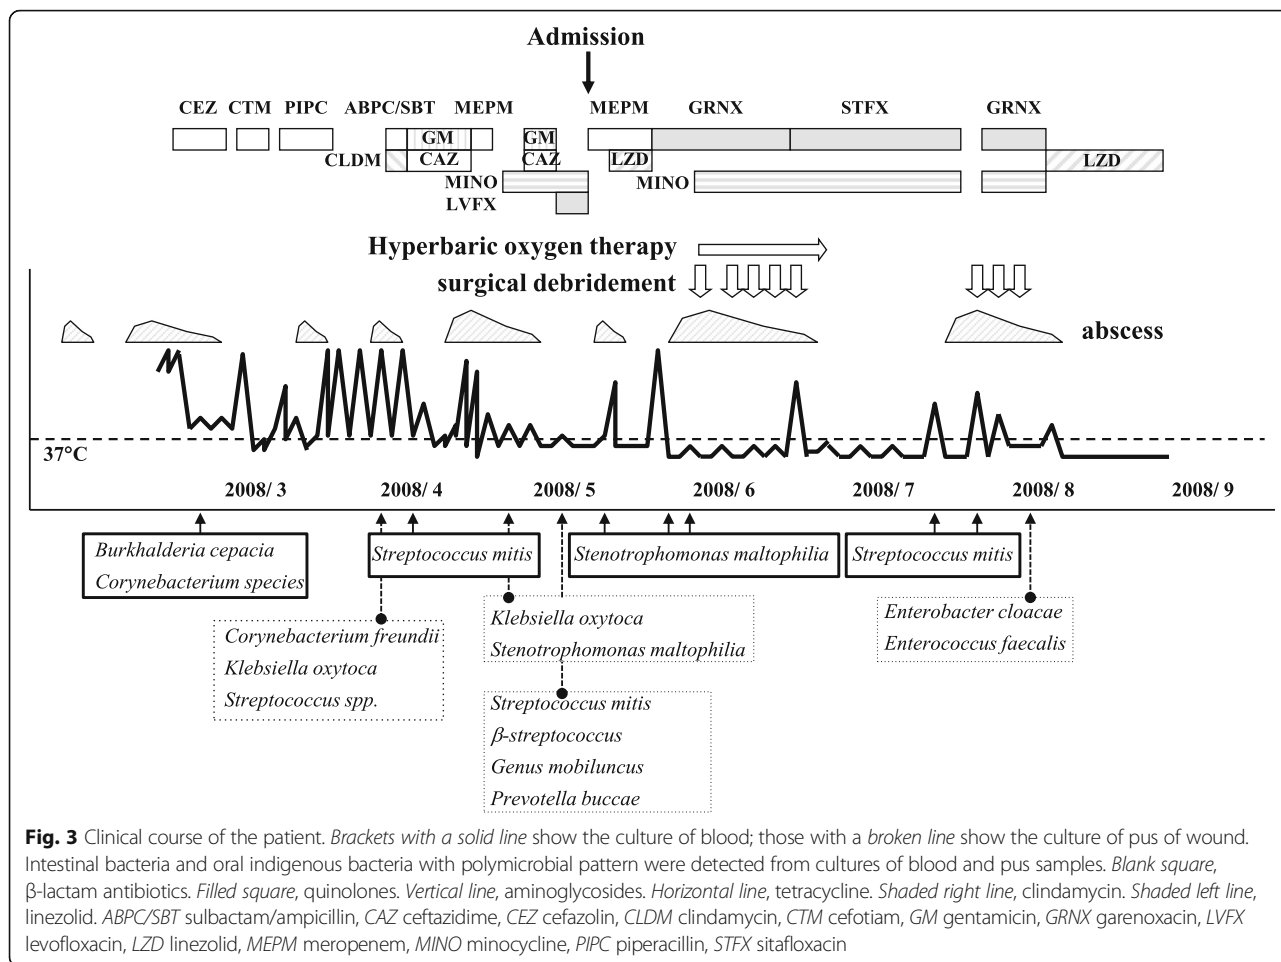 Admission
CEZ CTM PIPC ABPC/SBT MEPM MEPM GRNX STFX GRNX
GM GM
CLDM CAZ CAZ LZD LZD
MINO MINO
LVFX
Hyperbaric oxygen therapy
surgical debridement
abscess
37°C
2008/ 3 2008/ 4 2008/ 5 2008/ 6 2008/ 7 2008/ 8 2008/ 9
Burkhalderia cepacia
Corynebacterium species
Streptococcus mitis
Stenotrophomonas maltophilia
Streptococcus mitis
Corynebacterium freundii
Klebsiella oxytoca
Streptococcus spp.
Klebsiella oxytoca
Stenotrophomonas maltophilia
Enterobacter cloacae
Enterococcus faecalis
Streptococcus mitis
β-streptococcus
Genus mobiluncus
Prevotella buccae
Fig. 3 Clinical course of the patient. Brackets with a solid line show the culture of blood; those with a broken line show the culture of pus of wound.
Intestinal bacteria and oral indigenous bacteria with polymicrobial pattern were detected from cultures of blood and pus samples. Blank square,
β-lactam antibiotics. Filled square, quinolones. Vertical line, aminoglycosides. Horizontal line, tetracycline. Shaded right line, clindamycin. Shaded left line,
linezolid. ABPC/SBT sulbactam/ampicillin, CAZ ceftazidime, CEZ cefazolin, CLDM clindamycin, CTM cefotiam, GM gentamicin, GRNX garenoxacin, LVFX
levofloxacin, LZD linezolid, MEPM meropenem, MINO minocycline, PIPC piperacillin, STFX sitafloxacin